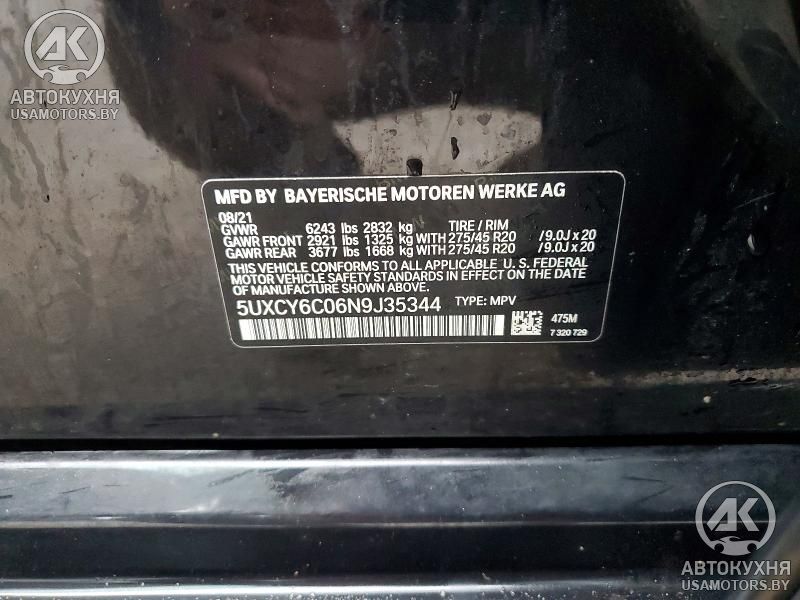 AK
АВТОКУХНЯ
USAMOTORS.BY
MFD BY BAYERISCHE MOTOREN WERKE AG
08/21
GVWR 6243 lbs 2832 kg TIRE / RIM
GAWR FRONT 2921 lbs 1325 kg WITH 275/45 R20 /9.0J x 20
GAWR REAR 3677 lbs 1668 kg WITH 275/45 R20 /9.0J x 20
THIS VEHICLE CONFORMS TO ALL APPLICABLE U. S. FEDERAL
MOTOR VEHICLE SAFETY STANDARDS IN EFFECT ON THE DATE
OF MANUFACTURE SHOWN ABOVE.
5UXCY6C06N9J35344 TYPE: MPV
475M
7 320 729
AK
АВТОКУХНЯ
USAMOTORS.BY